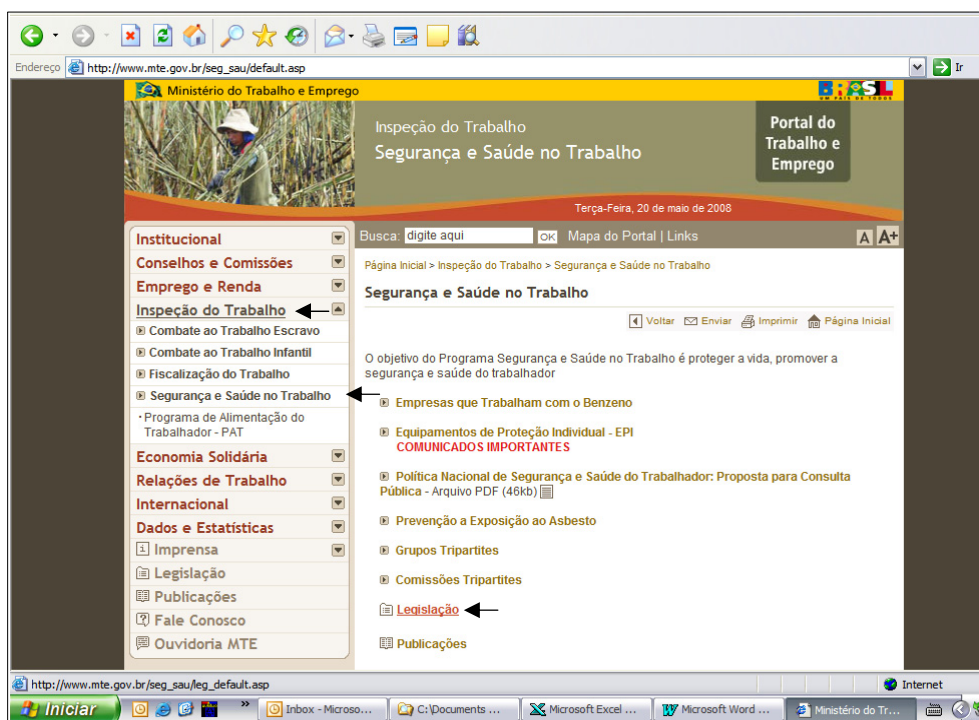 Endereço http://www.mte.gov.br/seg_sau/default.asp Ir
Ministério do Trabalho e Emprego
BRASIL
UM PAÍS DE TODOS
Inspeção do Trabalho
Segurança e Saúde no Trabalho
Portal do
Trabalho e
Emprego
Terça-Feira, 20 de maio de 2008
Institucional
Conselhos e Comissões
Emprego e Renda
Inspeção do Trabalho
Combate ao Trabalho Escravo
Combate ao Trabalho Infantil
Fiscalização do Trabalho
Segurança e Saúde no Trabalho
Programa de Alimentação do
Trabalhador - PAT
Economia Solidária
Relações de Trabalho
Internacional
Dados e Estatísticas
Imprensa
Legislação
Publicações
Fale Conosco
Ouvidoria MTE
Busca: digite aqui OK Mapa do Portal | Links A A+
Página Inicial > Inspeção do Trabalho > Segurança e Saúde no Trabalho
Segurança e Saúde no Trabalho
Voltar Enviar Imprimir Página Inicial
O objetivo do Programa Segurança e Saúde no Trabalho é proteger a vida, promover a
segurança e saúde do trabalhador
Empresas que Trabalham com o Benzeno
Equipamentos de Proteção Individual - EPI
COMUNICADOS IMPORTANTES
Política Nacional de Segurança e Saúde do Trabalhador: Proposta para Consulta
Pública - Arquivo PDF (46kb)
Prevenção a Exposição ao Asbesto
Grupos Tripartites
Comissões Tripartites
Legislação
Publicações
http://www.mte.gov.br/seg_sau/leg_default.asp Internet
Iniciar » Inbox - Microso... C:\Documents ... Microsoft Excel ... Microsoft Word ... Ministério do Tr...